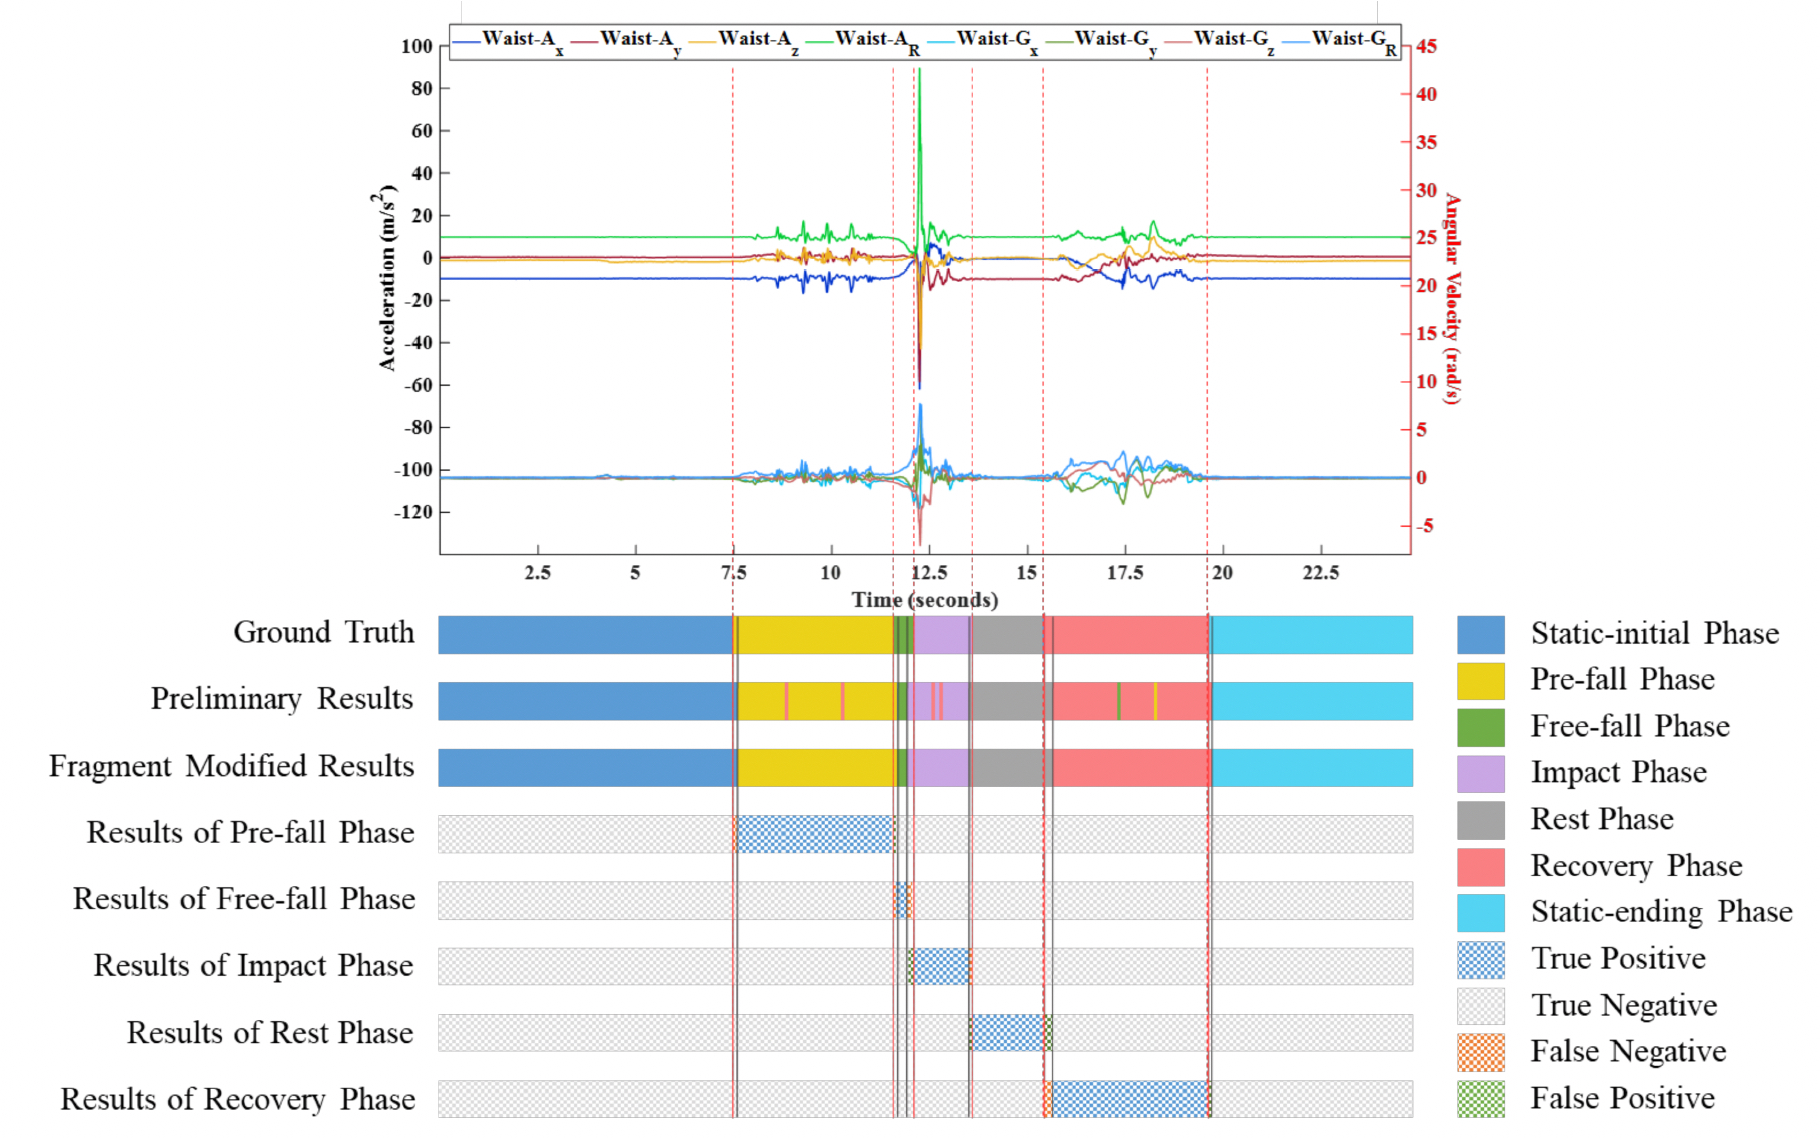 Waist-Ax Waist-Ay Waist-Az Waist-AR Waist-Gx Waist-Gy Waist-Gz Waist-GR
100
80
60
40
20
0
-20
-40
-60
-80
-100
-120
Acceleration (m/s2)
45
40
35
30
25
20
15
10
5
0
-5
Angular Velocity (rad/s)
2.5 5 7.5 10 12.5 15 17.5 20 22.5
Time (seconds)
Ground Truth
Preliminary Results
Fragment Modified Results
Results of Pre-fall Phase
Results of Free-fall Phase
Results of Impact Phase
Results of Rest Phase
Results of Recovery Phase
Static-initial Phase
Pre-fall Phase
Free-fall Phase
Impact Phase
Rest Phase
Recovery Phase
Static-ending Phase
True Positive
True Negative
False Negative
False Positive